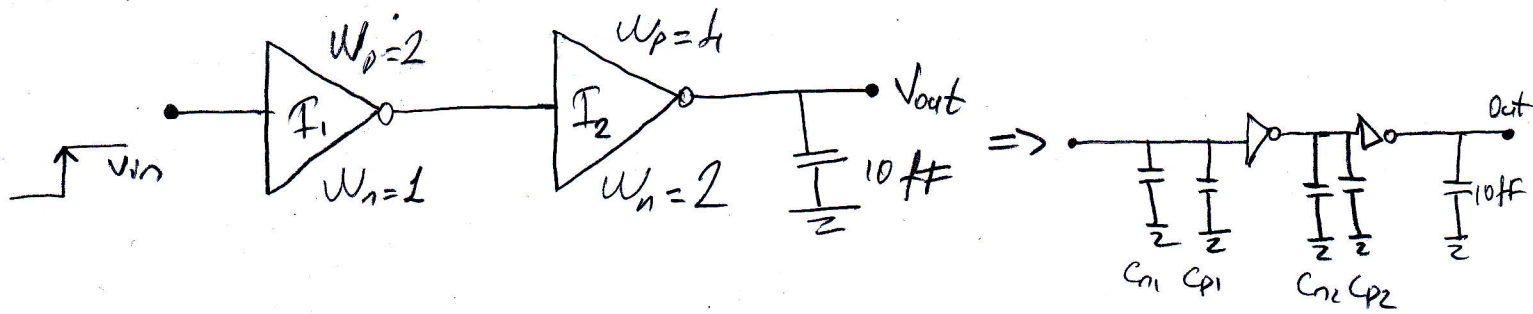 Wp=2
Wp=4
I1
I2
Vout
Vin
Wn=1
Wn=2
10fF
=>
Out
10fF
Cn1 Cp1
Cn2 Cp2